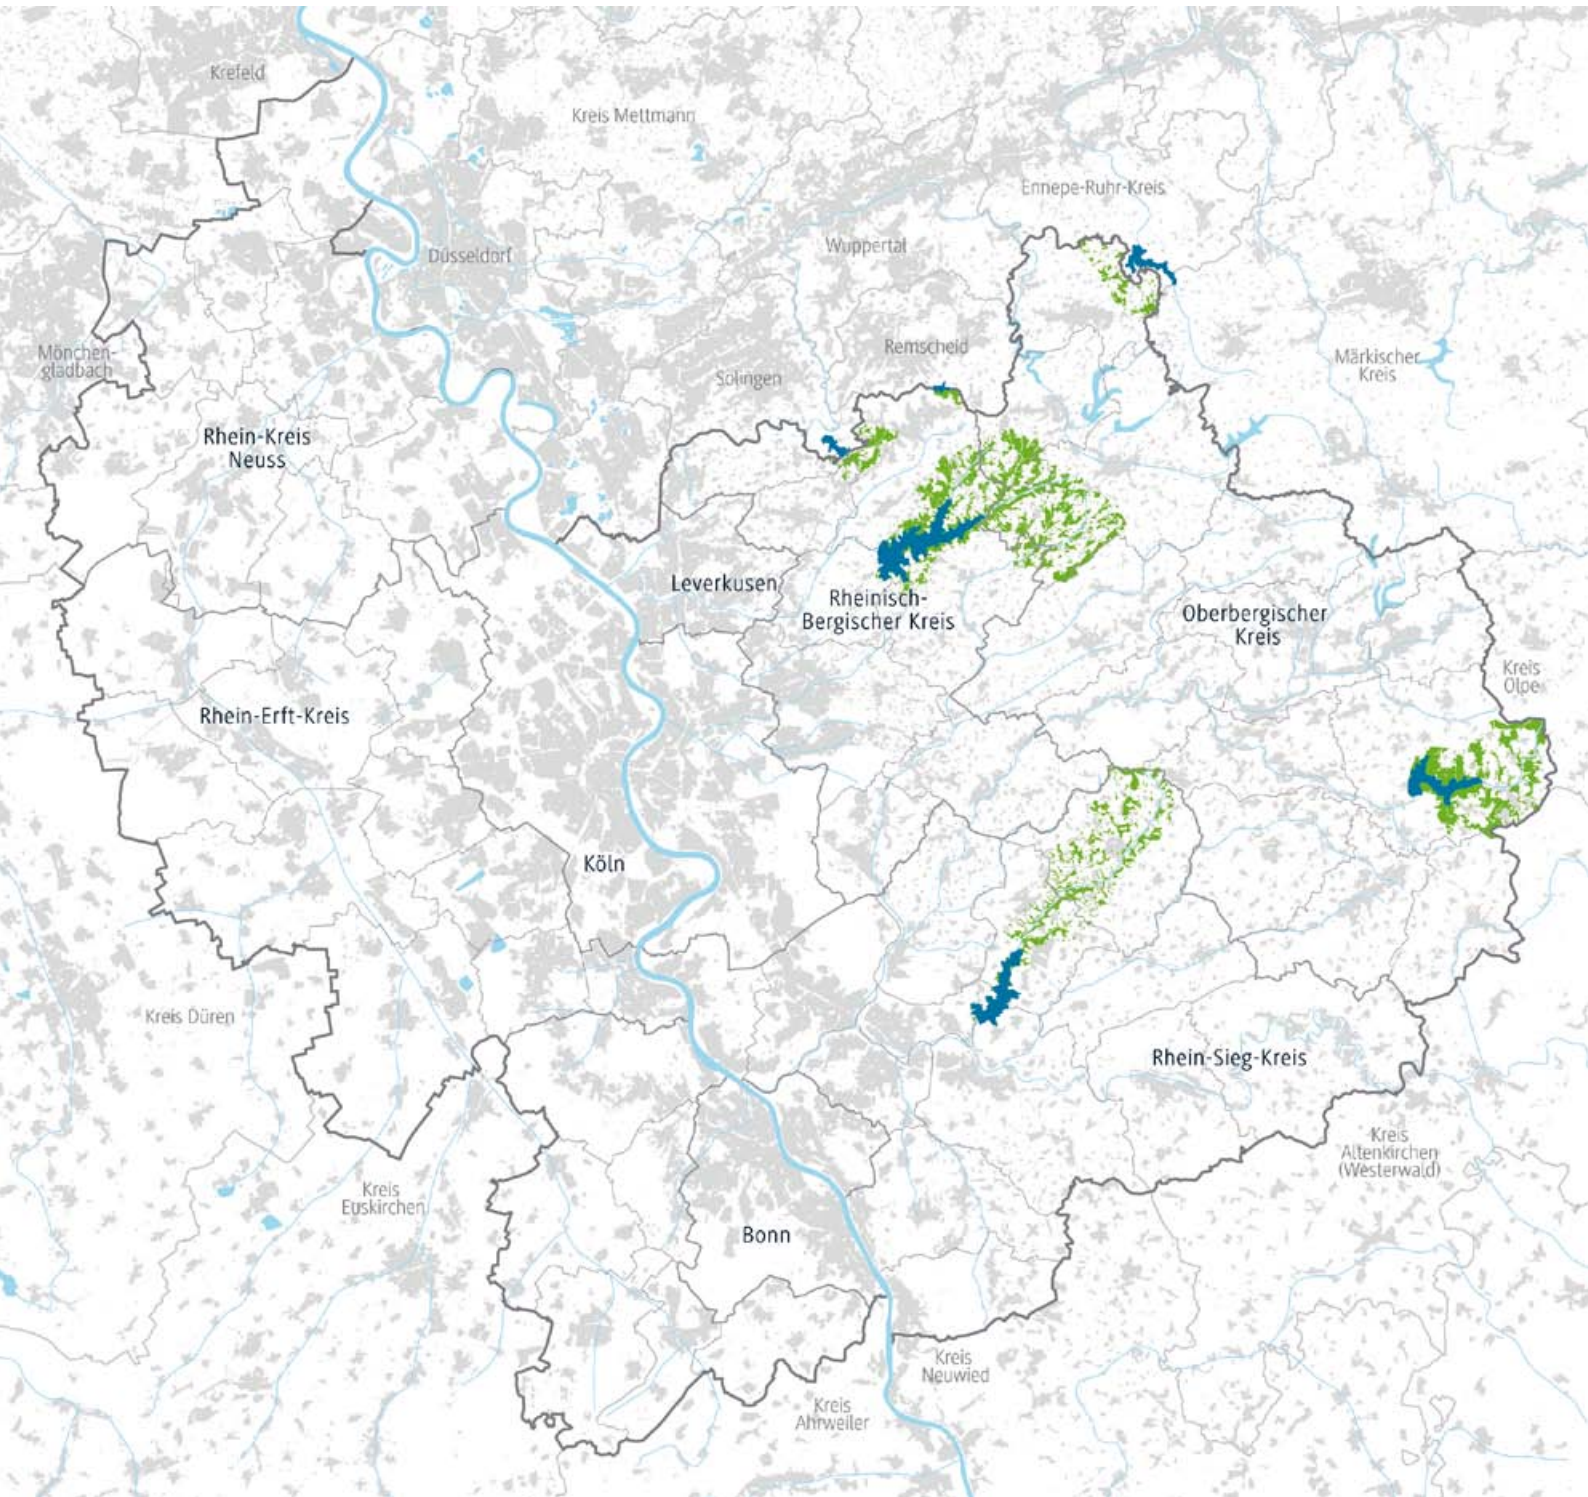 Krefeld
Kreis Mettmann
Ennepe-Ruhr-Kreis
Wuppertal
Düsseldorf
Remscheid
Mönchen-
gladbach
Märkischer
Kreis
Solingen
Rhein-Kreis
Neuss
Leverkusen
Rheinisch-
Bergischer Kreis
Oberbergischer
Kreis
Kreis
Olpe
Rhein-Erft-Kreis
Köln
Kreis Düren
Rhein-Sieg-Kreis
Kreis
Altenkirchen
(Westerwald)
Kreis
Euskirchen
Bonn
Kreis
Neuwied
Kreis
Ahrweiler